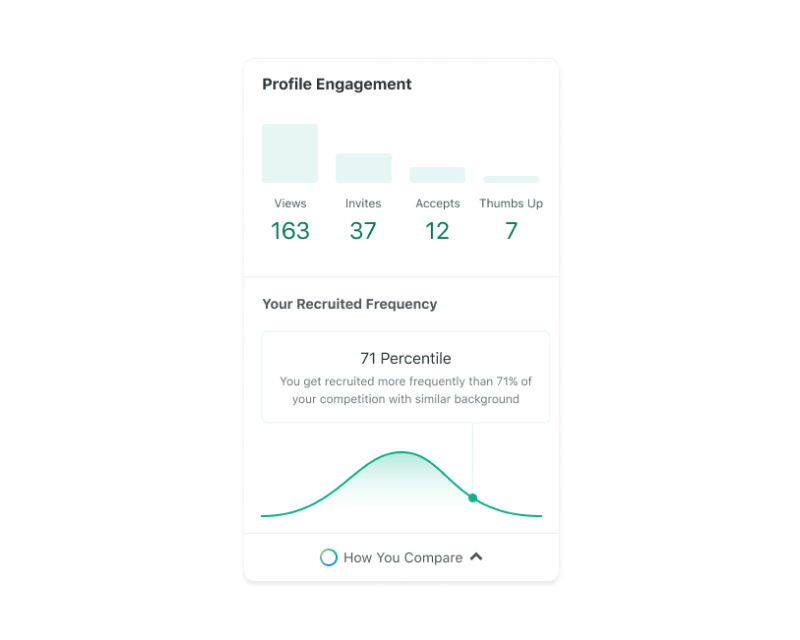 Profile Engagement
Views Invites Accepts Thumbs Up
163 37 12 7
Your Recruited Frequency
71 Percentile
You get recruited more frequently than 71% of
your competition with similar background
How You Compare